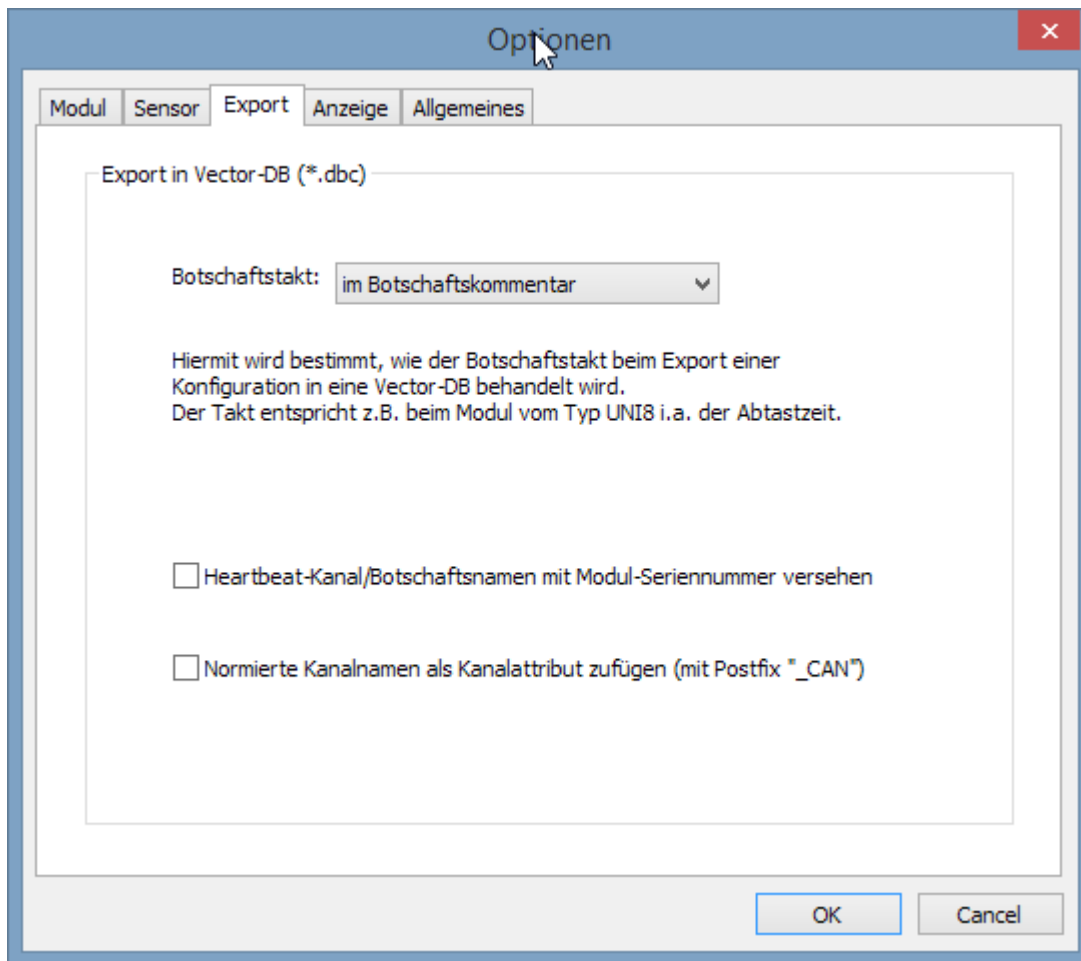 Optionen
Modul Sensor Export Anzeige Allgemeines
Export in Vector-DB (*.dbc)
Botschaftstakt: im Botschaftskommentar
Hiermit wird bestimmt, wie der Botschaftstakt beim Export einer
Konfiguration in eine Vector-DB behandelt wird.
Der Takt entspricht z.B. beim Modul vom Typ UNI8 i.a. der Abtastzeit.
Heartbeat-Kanal/Botschaftsnamen mit Modul-Seriennummer versehen
Normierte Kanalnamen als Kanalattribut zufügen (mit Postfix "_CAN")
OK Cancel